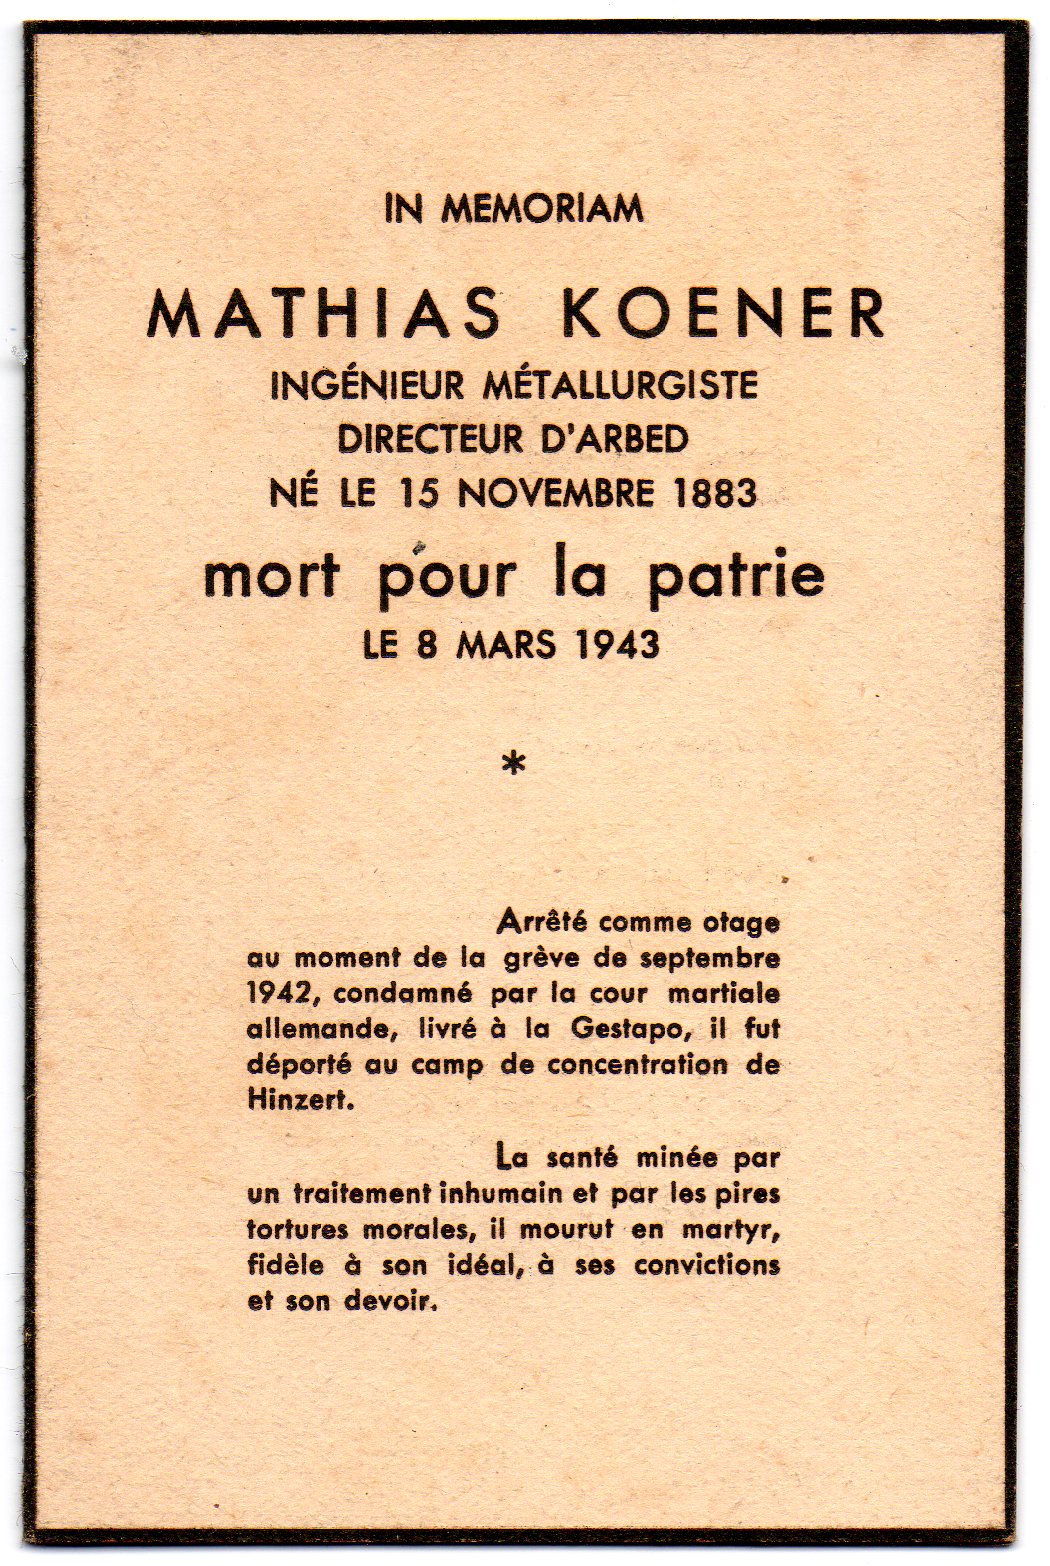 IN MEMORIAM
MATHIAS KOENER
INGÉNIEUR MÉTALLURGISTE
DIRECTEUR D'ARBED
NÉ LE 15 NOVEMBRE 1883
mort pour la patrie
LE 8 MARS 1943
*
Arrêté comme otage
au moment de la grève de septembre
1942, condamné par la cour martiale
allemande, livré à la Gestapo, il fut
déporté au camp de concentration de
Hinzert.
La santé minée par
un traitement inhumain et par les pires
tortures morales, il mourut en martyr,
fidèle à son idéal, à ses convictions
et son devoir.